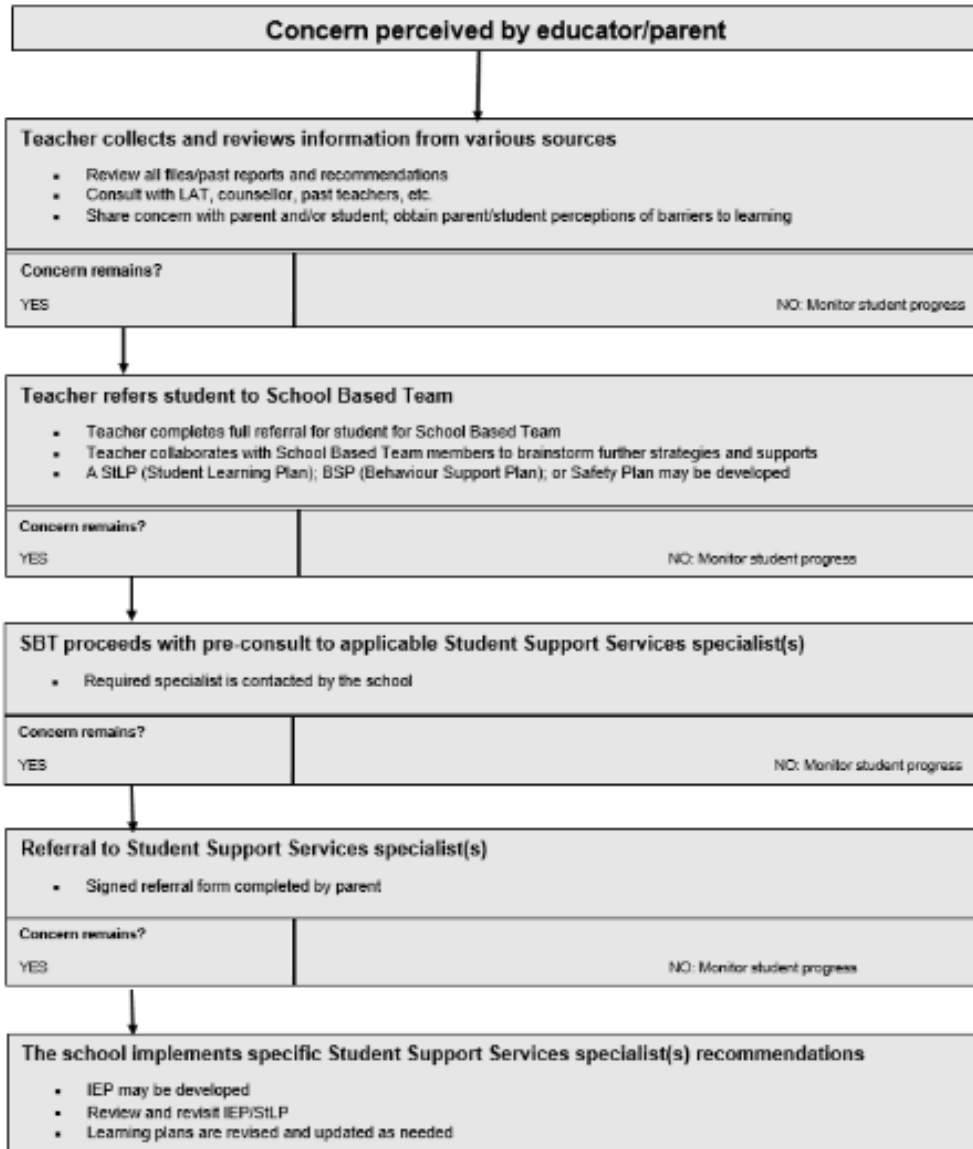 Concern perceived by educator/parent
Teacher collects and reviews information from various sources
▪ Review all files/past reports and recommendations
▪ Consult with LAT, counsellor, past teachers, etc.
▪ Share concern with parent and/or student; obtain parent/student perceptions of barriers to learning
Concern remains?
YES
NO: Monitor student progress
Teacher refers student to School Based Team
▪ Teacher completes full referral for student for School Based Team
▪ Teacher collaborates with School Based Team members to brainstorm further strategies and supports
▪ A StLP (Student Learning Plan); BSP (Behaviour Support Plan); or Safety Plan may be developed
Concern remains?
YES
NO: Monitor student progress
SBT proceeds with pre-consult to applicable Student Support Services specialist(s)
▪ Required specialist is contacted by the school
Concern remains?
YES
NO: Monitor student progress
Referral to Student Support Services specialist(s)
▪ Signed referral form completed by parent
Concern remains?
YES
NO: Monitor student progress
The school implements specific Student Support Services specialist(s) recommendations
▪ IEP may be developed
▪ Review and revisit IEP/StLP
▪ Learning plans are revised and updated as needed